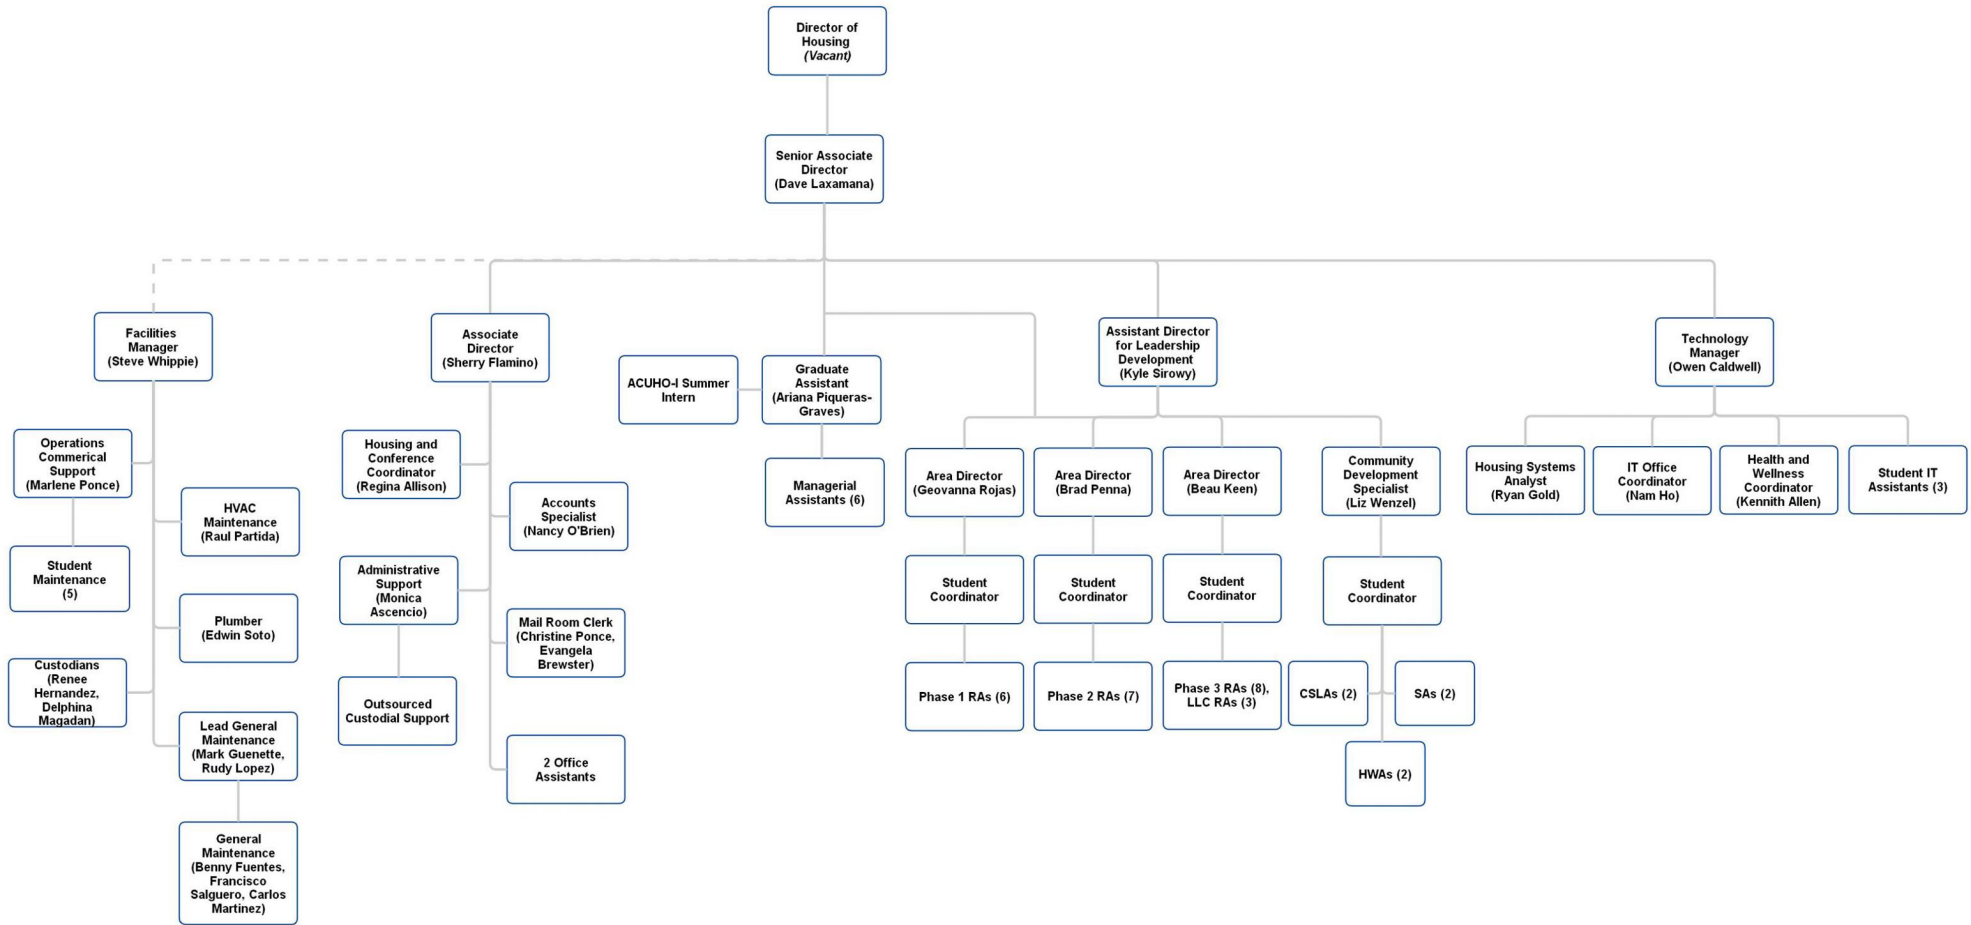 Director of
Housing
(Vacant)
Senior Associate
Director
(Dave Laxamana)
Facilities
Manager
(Steve Whippie)
Associate
Director
(Sherry Flamino)
ACUHO-I Summer
Intern
Graduate
Assistant
(Ariana Piqueras-
Graves)
Assistant Director
for Leadership
Development
(Kyle Sirowy)
Technology
Manager
(Owen Caldwell)
Operations
Commerical
Support
(Marlene Ponce)
HVAC
Maintenance
(Raul Partida)
Student
Maintenance
(5)
Plumber
(Edwin Soto)
Custodians
(Renee
Hernandez,
Delphina
Magadan)
Lead General
Maintenance
(Mark Guenette,
Rudy Lopez)
General
Maintenance
(Benny Fuentes,
Francisco
Salguero, Carlos
Martinez)
Housing and
Conference
Coordinator
(Regina Allison)
Accounts
Specialist
(Nancy O'Brien)
Administrative
Support
(Monica
Ascencio)
Mail Room Clerk
(Christine Ponce,
Evangela
Brewster)
Outsourced
Custodial Support
2 Office
Assistants
Managerial
Assistants (6)
Area Director
(Geovanna Rojas)
Area Director
(Brad Penna)
Area Director
(Beau Keen)
Community
Development
Specialist
(Liz Wenzel)
Student
Coordinator
Student
Coordinator
Student
Coordinator
Student
Coordinator
Phase 1 RAs (6)
Phase 2 RAs (7)
Phase 3 RAs (8),
LLC RAs (3)
CSLAs (2)
SAs (2)
HWAs (2)
Housing Systems
Analyst
(Ryan Gold)
IT Office
Coordinator
(Nam Ho)
Health and
Wellness
Coordinator
(Kennith Allen)
Student IT
Assistants (3)